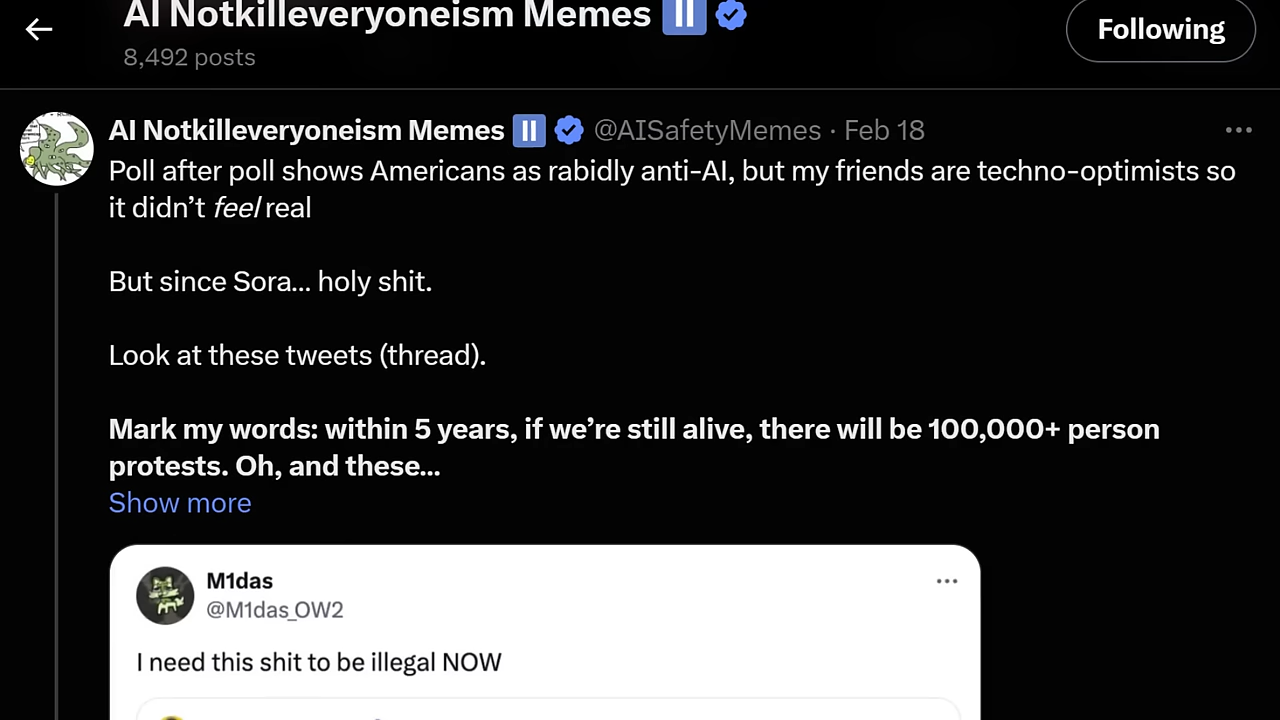 AI Notkilleveryoneism Memes ⏸️
8,492 posts
Following
AI Notkilleveryoneism Memes ⏸️ @AISafetyMemes · Feb 18
Poll after poll shows Americans as rabidly anti-AI, but my friends are techno-optimists so
it didn’t feel real
But since Sora... holy shit.
Look at these tweets (thread).
Mark my words: within 5 years, if we’re still alive, there will be 100,000+ person
protests. Oh, and these...
Show more
M1das
@M1das_OW2
I need this shit to be illegal NOW